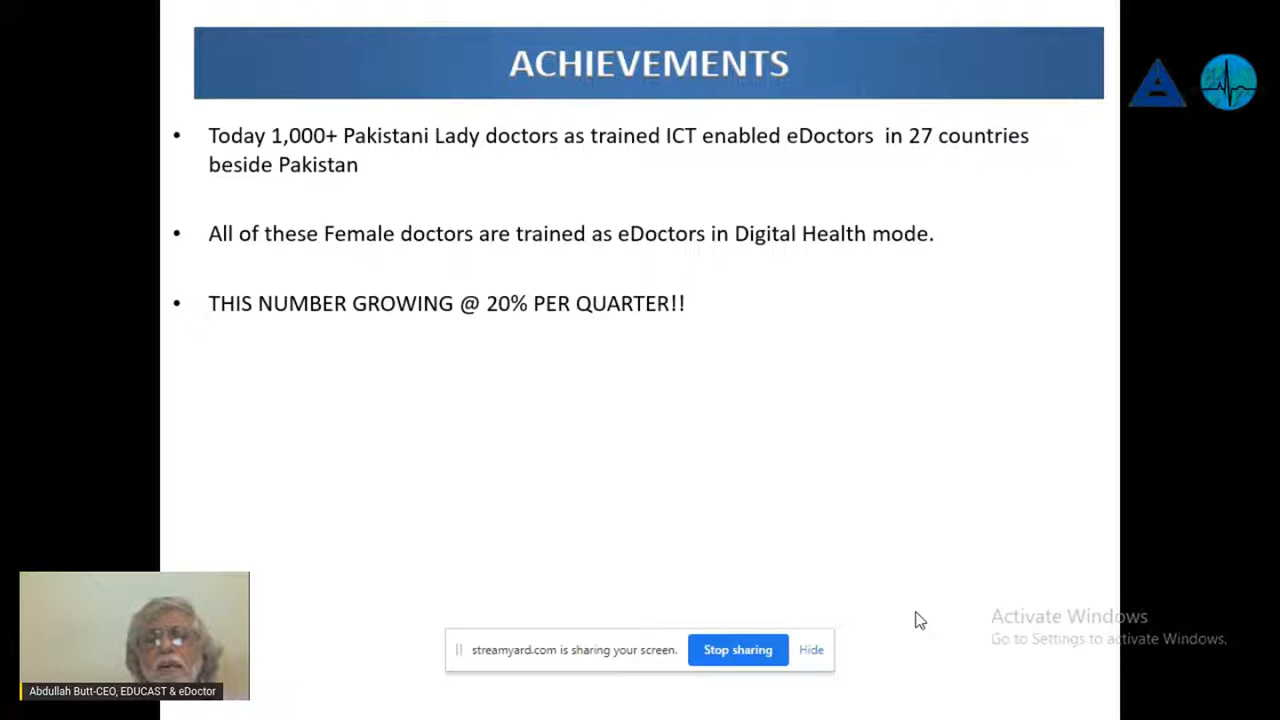 ACHIEVEMENTS
• Today 1,000+ Pakistani Lady doctors as trained ICT enabled eDoctors in 27 countries
beside Pakistan
• All of these Female doctors are trained as eDoctors in Digital Health mode.
• THIS NUMBER GROWING @ 20% PER QUARTER!!
Activate Windows
Go to Settings to activate Windows.
streamyard.com is sharing your screen. Stop sharing Hide
Abdullah Butt-CEO, EDUCAST & eDoctor